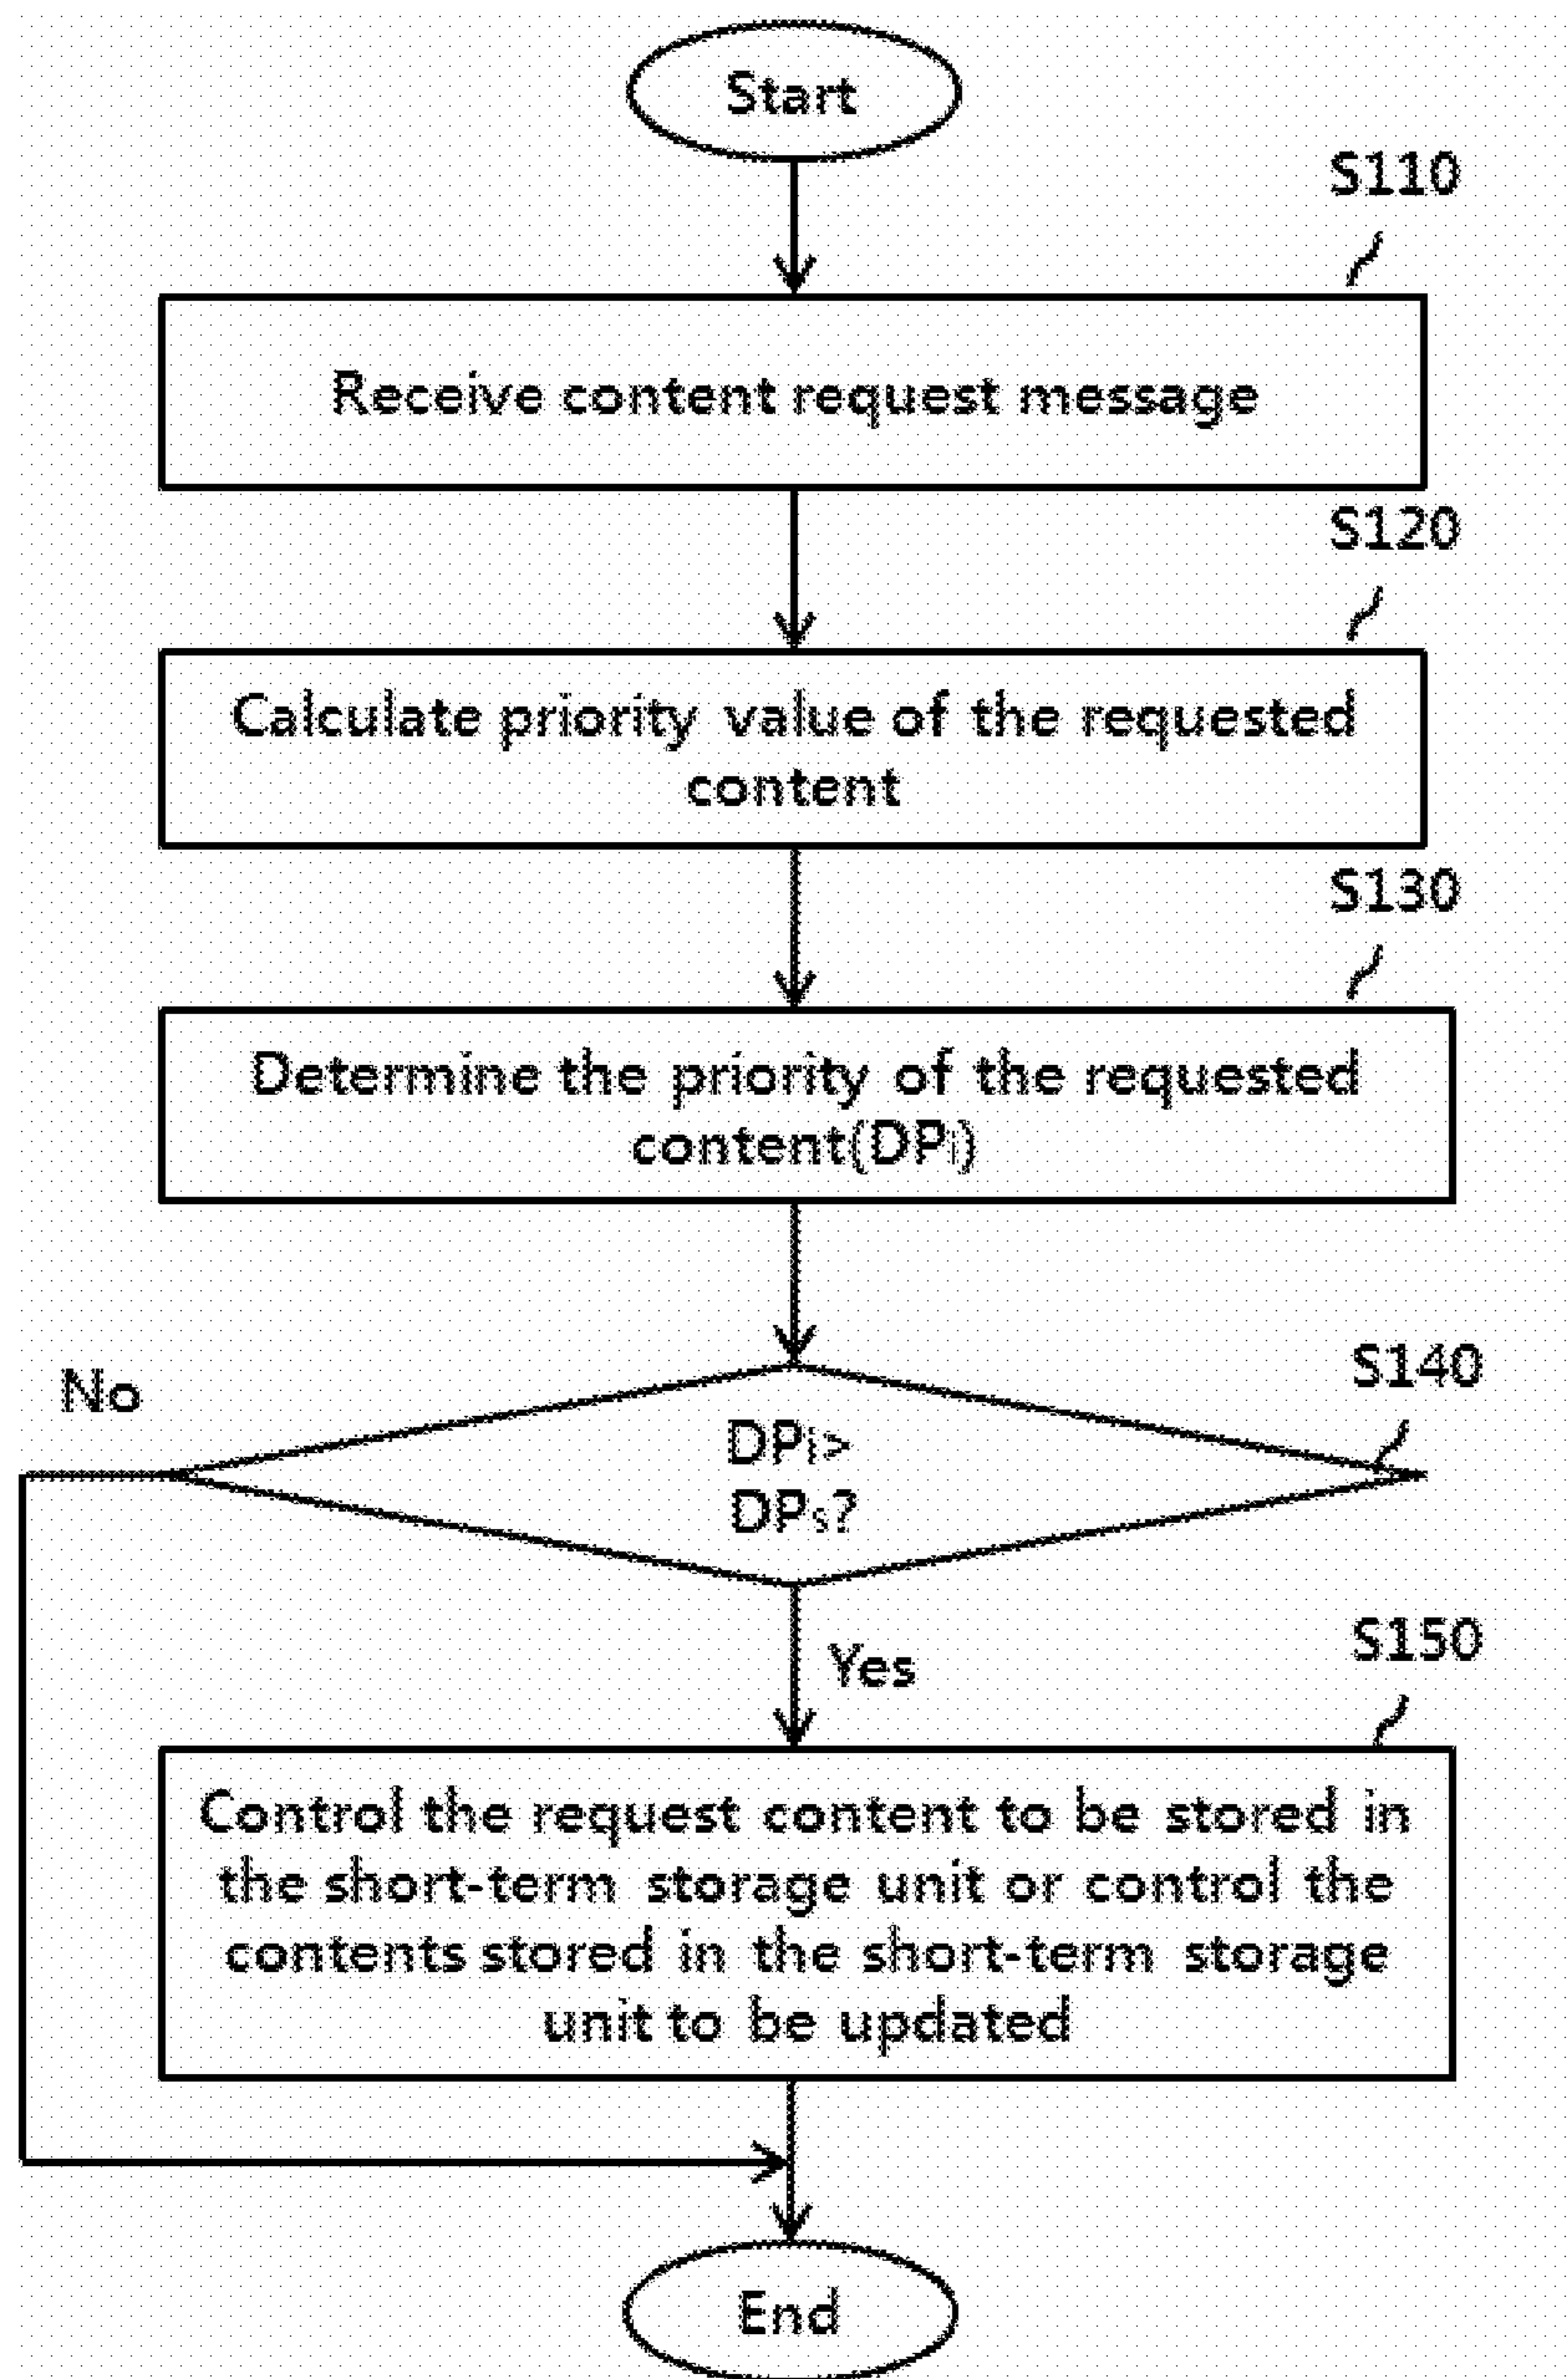 Start
S110
Receive content request message
S120
Calculate priority value of the requested
content
S130
Determine the priority of the requested
content(DPi)
S140
No
DPi>
DPs?
Yes
S150
Control the request content to be stored in
the short-term storage unit or control the
contents stored in the short-term storage
unit to be updated
End